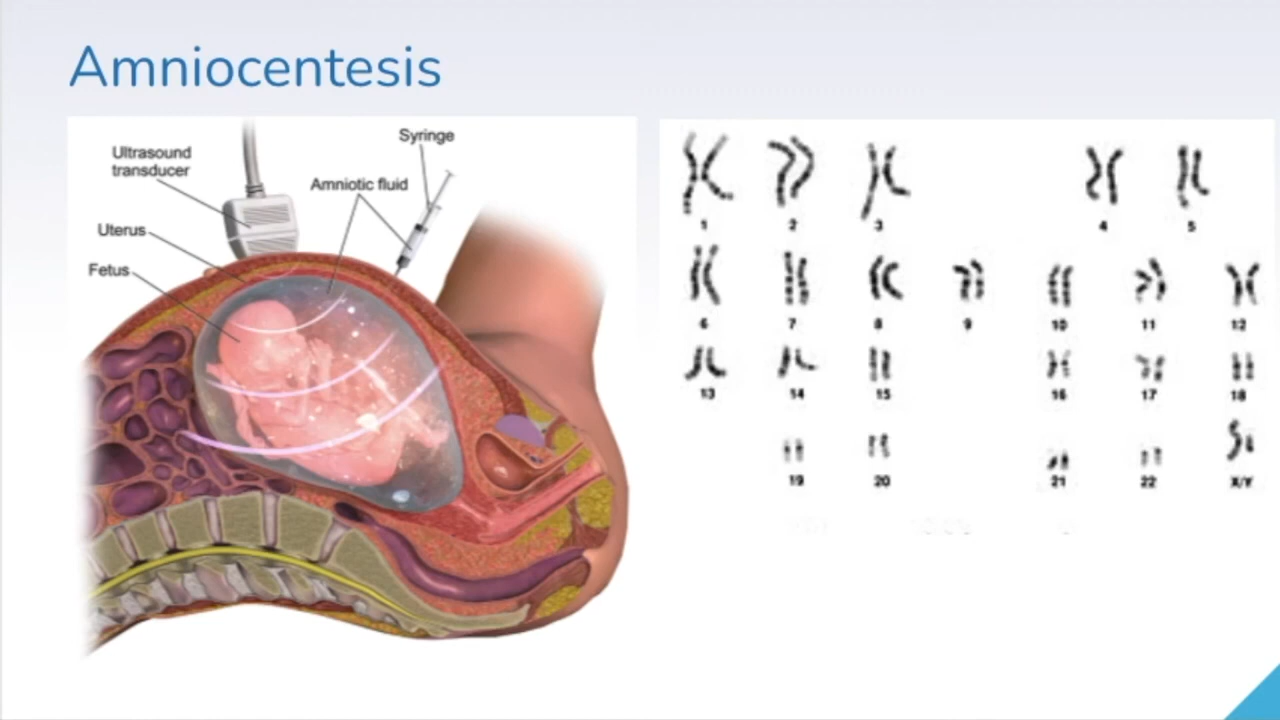 Amniocentesis
Syringe
Ultrasound
transducer
Amniotic fluid
Uterus
Fetus
1 2 3 4 5
6 7 8 9 10 11 12
13 14 15 16 17 18
19 20 21 22 X/Y